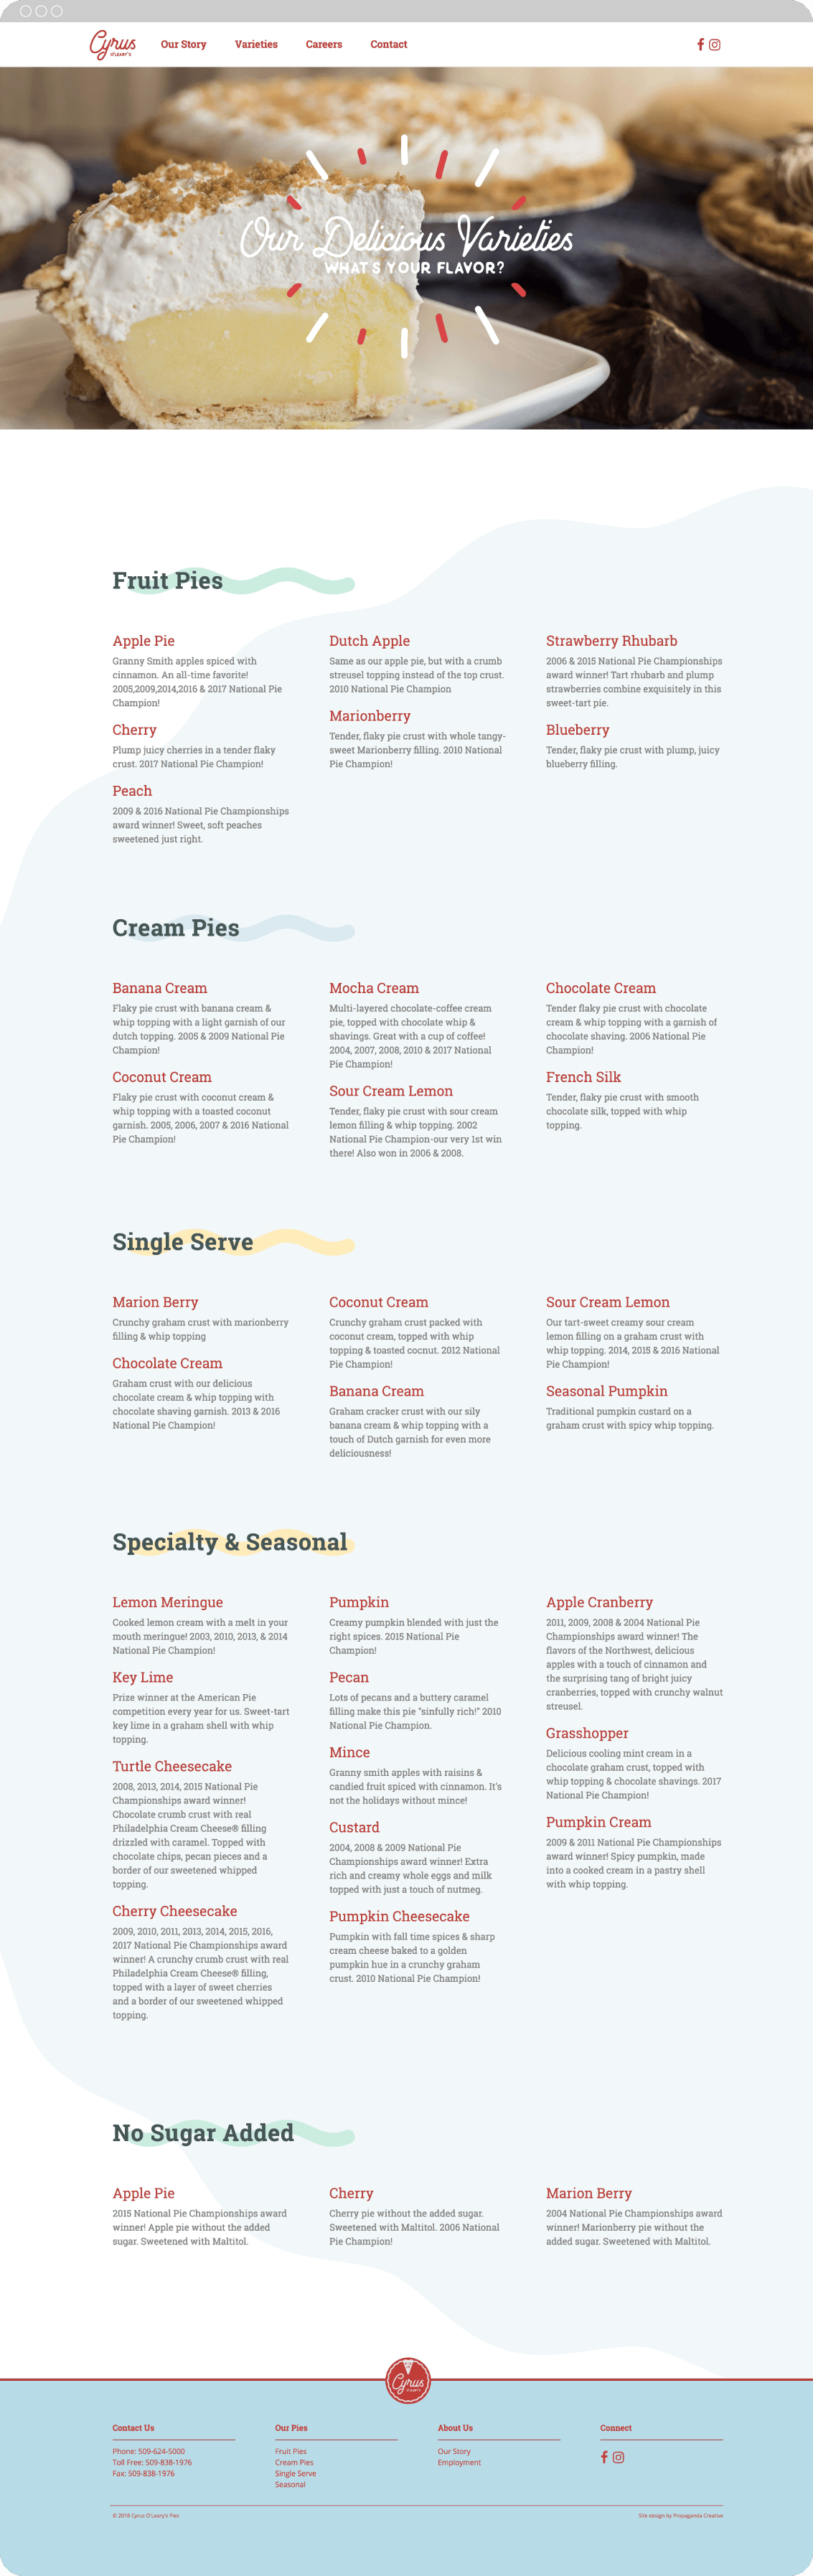 Cyrus
O'LEARY'S
Our Story
Varieties
Careers
Contact
Our Delicious Varieties
WHAT'S YOUR FLAVOR?
Fruit Pies
Apple Pie
Granny Smith apples spiced with
cinnamon. An all-time favorite!
2005,2009,2014,2016 & 2017 National Pie
Champion!
Cherry
Plump juicy cherries in a tender flaky
crust. 2017 National Pie Champion!
Peach
2009 & 2016 National Pie Championships
award winner! Sweet, soft peaches
sweetened just right.
Dutch Apple
Same as our apple pie, but with a crumb
streusel topping instead of the top crust.
2010 National Pie Champion
Marionberry
Tender, flaky pie crust with whole tangy-
sweet Marionberry filling. 2010 National
Pie Champion!
Strawberry Rhubarb
2006 & 2015 National Pie Championships
award winner! Tart rhubarb and plump
strawberries combine exquisitely in this
sweet-tart pie.
Blueberry
Tender, flaky pie crust with plump, juicy
blueberry filling.
Cream Pies
Banana Cream
Flaky pie crust with banana cream &
whip topping with a light garnish of our
dutch topping. 2005 & 2009 National Pie
Champion!
Coconut Cream
Flaky pie crust with coconut cream &
whip topping with a toasted coconut
garnish. 2005, 2006, 2007 & 2016 National
Pie Champion!
Mocha Cream
Multi-layered chocolate-coffee cream
pie, topped with chocolate whip &
shavings. Great with a cup of coffee!
2004, 2007, 2008, 2010 & 2017 National
Pie Champion!
Sour Cream Lemon
Tender, flaky pie crust with sour cream
lemon filling & whip topping. 2002
National Pie Champion-our very 1st win
there! Also won in 2006 & 2008.
Chocolate Cream
Tender flaky pie crust with chocolate
cream & whip topping with a garnish of
chocolate shaving. 2006 National Pie
Champion!
French Silk
Tender, flaky pie crust with smooth
chocolate silk, topped with whip
topping.
Single Serve
Marion Berry
Crunchy graham crust with marionberry
filling & whip topping
Chocolate Cream
Graham crust with our delicious
chocolate cream & whip topping with
chocolate shaving garnish. 2013 & 2016
National Pie Champion!
Coconut Cream
Crunchy graham crust packed with
coconut cream, topped with whip
topping & toasted cocnut. 2012 National
Pie Champion!
Banana Cream
Graham cracker crust with our sily
banana cream & whip topping with a
touch of Dutch garnish for even more
deliciousness!
Sour Cream Lemon
Our tart-sweet creamy sour cream
lemon filling on a graham crust with
whip topping. 2014, 2015 & 2016 National
Pie Champion!
Seasonal Pumpkin
Traditional pumpkin custard on a
graham crust with spicy whip topping.
Specialty & Seasonal
Lemon Meringue
Cooked lemon cream with a melt in your
mouth meringue! 2003, 2010, 2013, & 2014
National Pie Champion!
Key Lime
Prize winner at the American Pie
competition every year for us. Sweet-tart
key lime in a graham shell with whip
topping.
Turtle Cheesecake
2008, 2013, 2014, 2015 National Pie
Championships award winner!
Chocolate crumb crust with real
Philadelphia Cream Cheese® filling
drizzled with caramel. Topped with
chocolate chips, pecan pieces and a
border of our sweetened whipped
topping.
Cherry Cheesecake
2009, 2010, 2011, 2013, 2014, 2015, 2016,
2017 National Pie Championships award
winner! A crunchy crumb crust with real
Philadelphia Cream Cheese® filling,
topped with a layer of sweet cherries
and a border of our sweetened whipped
topping.
Pumpkin
Creamy pumpkin blended with just the
right spices. 2015 National Pie
Champion!
Pecan
Lots of pecans and a buttery caramel
filling make this pie "sinfully rich!" 2010
National Pie Champion.
Mince
Granny smith apples with raisins &
candied fruit spiced with cinnamon. It's
not the holidays without mince!
Custard
2004, 2008 & 2009 National Pie
Championships award winner! Extra
rich and creamy whole eggs and milk
topped with just a touch of nutmeg.
Pumpkin Cheesecake
Pumpkin with fall time spices & sharp
cream cheese baked to a golden
pumpkin hue in a crunchy graham
crust. 2010 National Pie Champion!
Apple Cranberry
2011, 2009, 2008 & 2004 National Pie
Championships award winner! The
flavors of the Northwest, delicious
apples with a touch of cinnamon and
the surprising tang of bright juicy
cranberries, topped with crunchy walnut
streusel.
Grasshopper
Delicious cooling mint cream in a
chocolate graham crust, topped with
whip topping & chocolate shavings. 2017
National Pie Champion!
Pumpkin Cream
2009 & 2011 National Pie Championships
award winner! Spicy pumpkin, made
into a cooked cream in a pastry shell
with whip topping.
No Sugar Added
Apple Pie
2015 National Pie Championships award
winner! Apple pie without the added
sugar. Sweetened with Maltitol.
Cherry
Cherry pie without the added sugar.
Sweetened with Maltitol. 2006 National
Pie Champion!
Marion Berry
2004 National Pie Championships award
winner! Marionberry pie without the
added sugar. Sweetened with Maltitol.
Cyrus
O'LEARY'S
Contact Us
Phone: 509-624-5000
Toll Free: 509-838-1976
Fax: 509-838-1976
Our Pies
Fruit Pies
Cream Pies
Single Serve
Seasonal
About Us
Our Story
Employment
Connect
© 2018 Cyrus O'Leary's Pies
Site design by Propaganda Creative